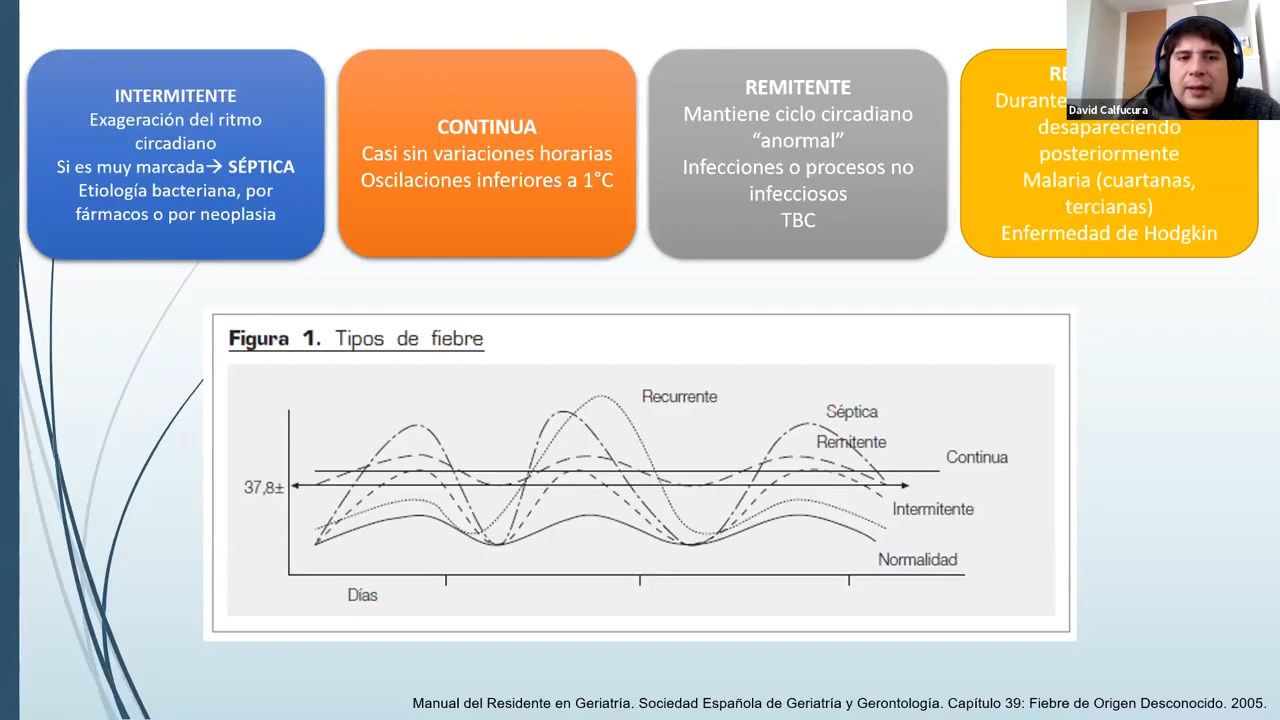 INTERMITENTE
Exageración del ritmo
circadiano
Si es muy marcada→ SÉPTICA
Etiología bacteriana, por
fármacos o por neoplasia
CONTINUA
Casi sin variaciones horarias
Oscilaciones inferiores a 1°C
REMITENTE
Mantiene ciclo circadiano
“anormal”
Infecciones o procesos no
infecciosos
TBC
RE
Durante
desapareciendo
posteriormente
Malaria (cuartanas,
tercianas)
Enfermedad de Hodgkin
David Calfucura
Figura 1. Tipos de fiebre
Recurrente
Séptica
Remitente
Continua
37,8±
Intermitente
Normalidad
Días
Manual del Residente en Geriatría. Sociedad Española de Geriatría y Gerontología. Capítulo 39: Fiebre de Origen Desconocido. 2005.